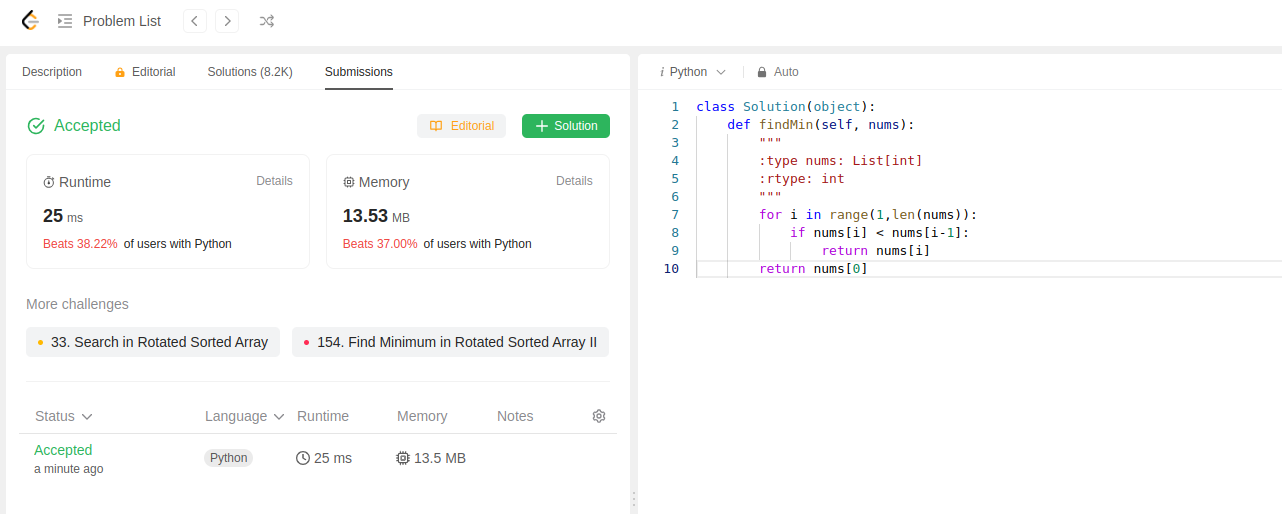 Problem List
Description Editorial Solutions (8.2K) Submissions
Accepted Editorial Solution
Runtime Details
25 ms
Beats 38.22% of users with Python
Memory Details
13.53 MB
Beats 37.00% of users with Python
More challenges
33. Search in Rotated Sorted Array 154. Find Minimum in Rotated Sorted Array II
Status Language Runtime Memory Notes
Accepted Python 25 ms 13.5 MB
a minute ago
i Python Auto
1 class Solution(object):
2 def findMin(self, nums):
3 """
4 :type nums: List[int]
5 :rtype: int
6 """
7 for i in range(1,len(nums)):
8 if nums[i] < nums[i-1]:
9 return nums[i]
10 return nums[0]